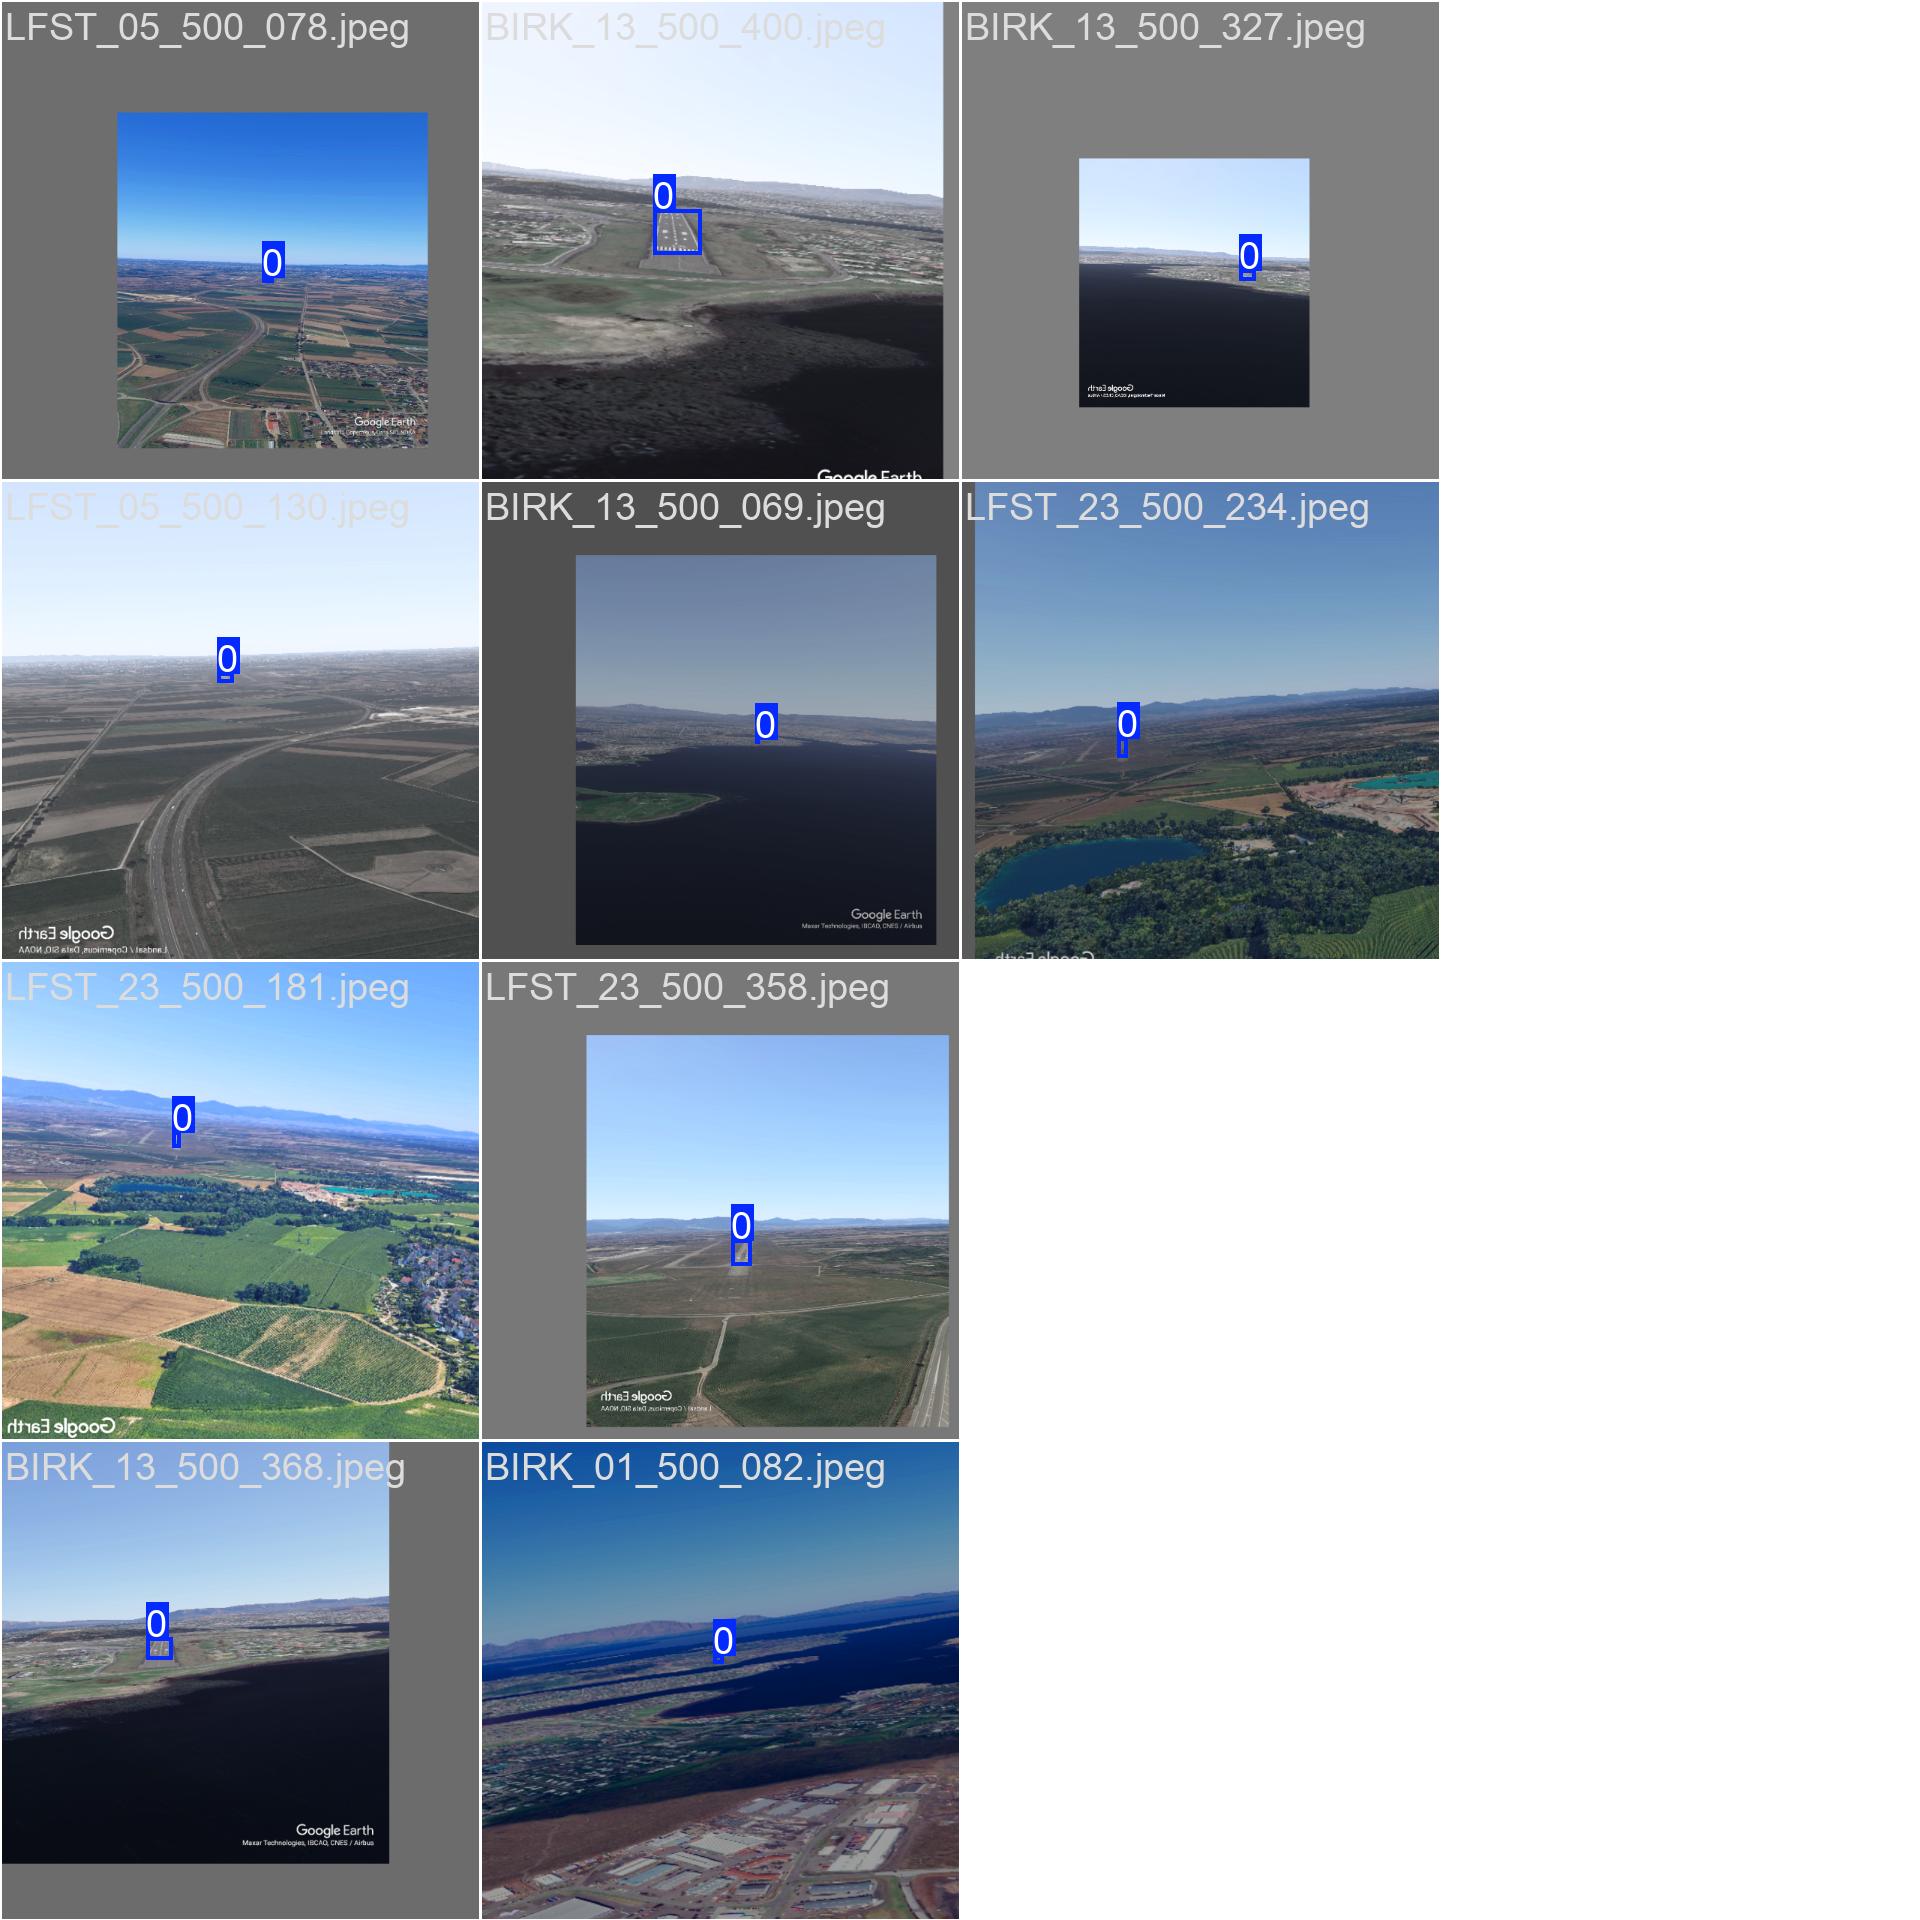 LFST_05_500_078.jpeg
BIRK_13_500_400.jpeg
BIRK_13_500_327.jpeg
0
0
0
Google Earth
Google Earth
Google Earth
LFST_05_500_130.jpeg
BIRK_13_500_069.jpeg
LFST_23_500_234.jpeg
0
0
0
Google Earth
Landsat / Copernicus, Data SIO, NOAA
Google Earth
Maxar Technologies, IBCAO, CNES / Airbus
Google Earth
LFST_23_500_181.jpeg
LFST_23_500_358.jpeg
0
0
Google Earth
Google Earth
Landsat / Copernicus, Data SIO, NOAA
BIRK_13_500_368.jpeg
BIRK_01_500_082.jpeg
0
0
Google Earth
Maxar Technologies, IBCAO, CNES / Airbus